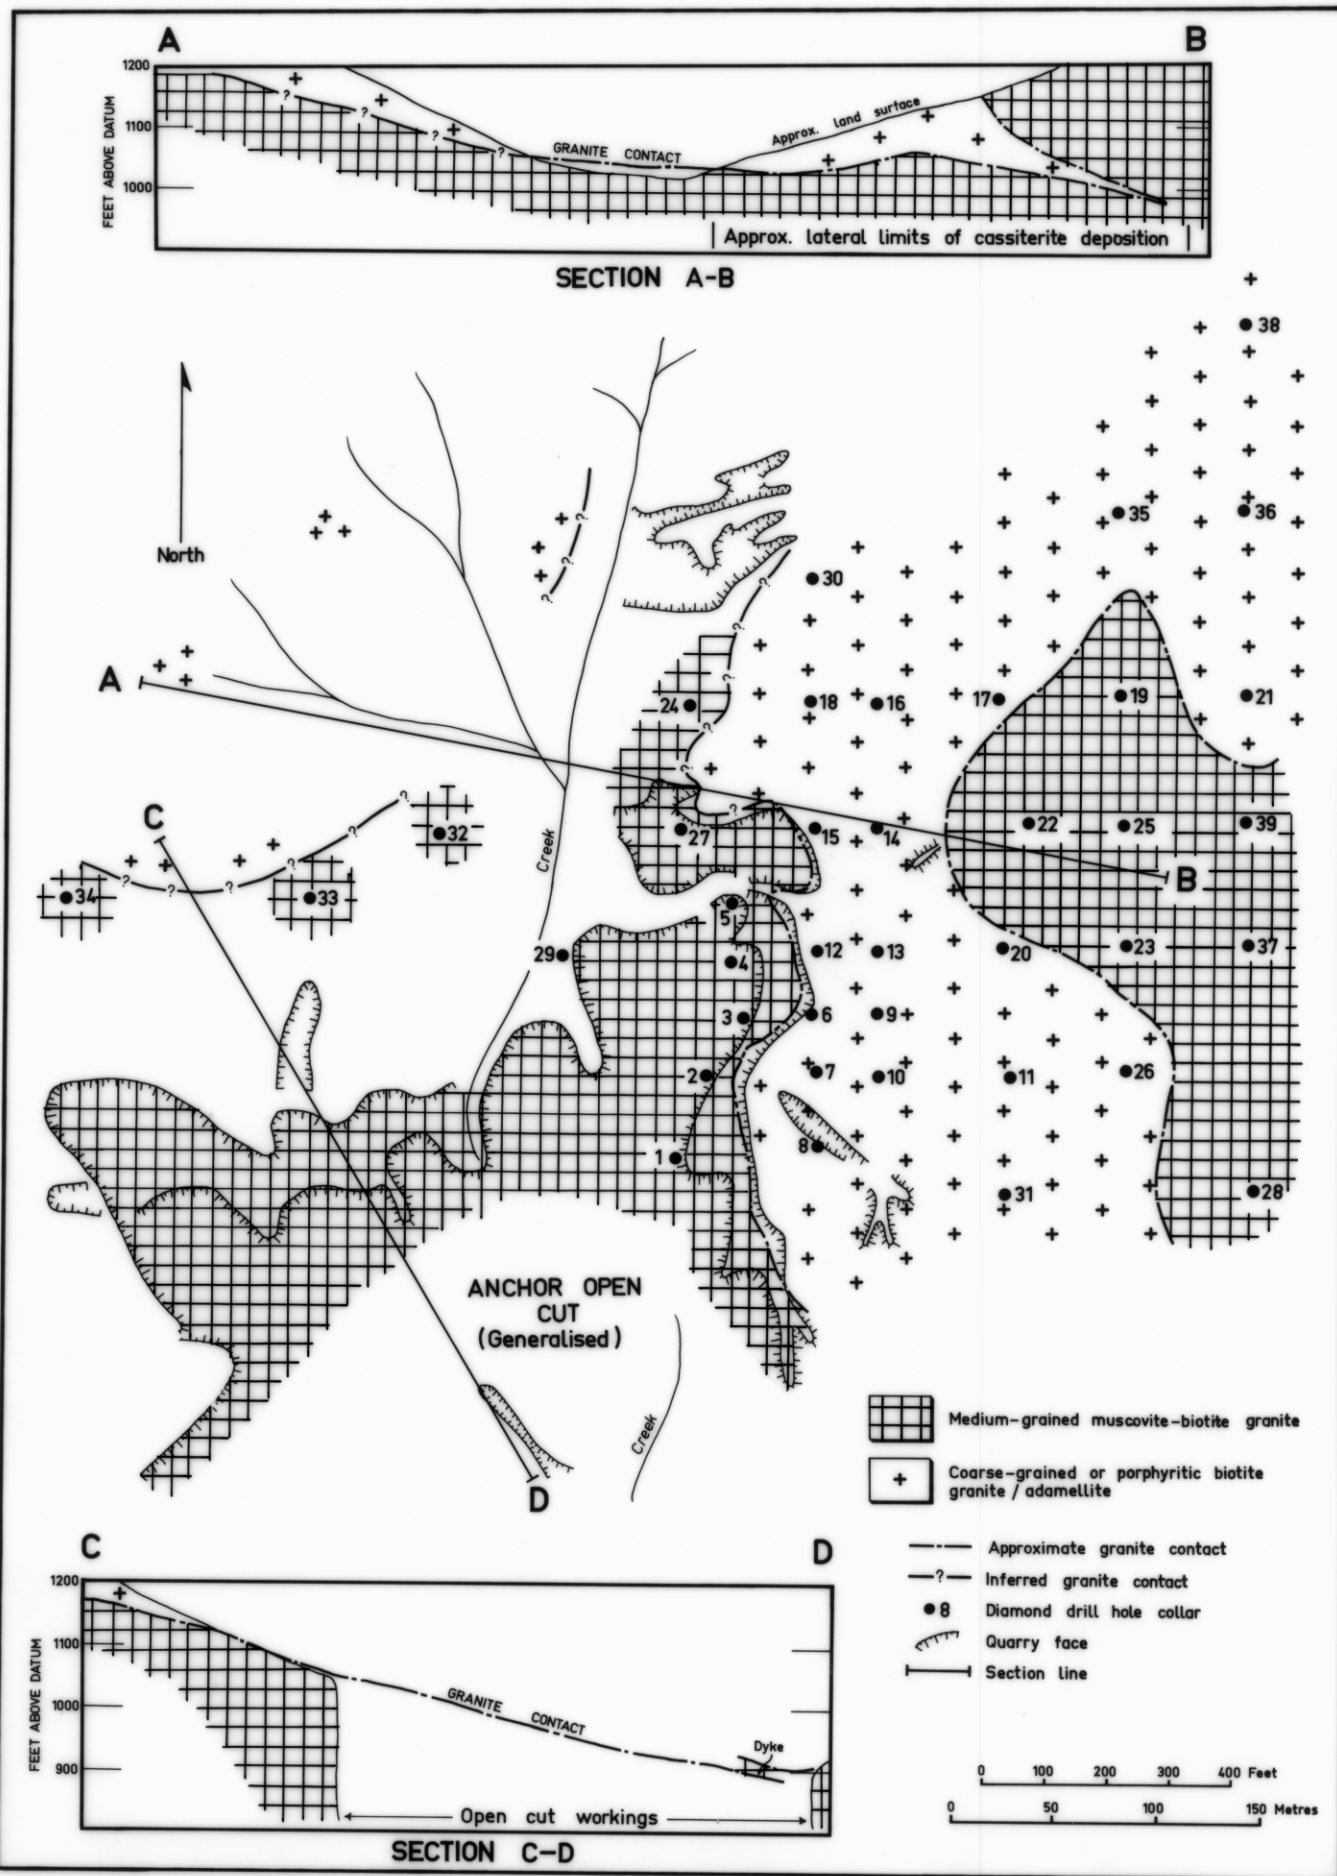 A
B
1200
1100
1000
FEET ABOVE DATUM
GRANITE CONTACT
Approx. land surface
Approx. lateral limits of cassiterite deposition
SECTION A-B
?
?
?
?
North
38
35
36
30
?
?
?
?
?
?
?
?
?
A
24
18
16
17
19
21
C
?
?
?
?
?
?
32
27
15
14
22
25
39
B
Creek
34
33
5
29
4
12
13
20
23
37
3
6
9
2
7
10
11
26
1
8
31
28
ANCHOR OPEN
CUT
(Generalised)
Creek
D
Medium-grained muscovite-biotite granite
Coarse-grained or porphyritic biotite
granite / adamellite
Approximate granite contact
? Inferred granite contact
8 Diamond drill hole collar
Quarry face
Section line
C
D
1200
1100
1000
900
FEET ABOVE DATUM
GRANITE CONTACT
Dyke
Open cut workings
SECTION C-D
0 100 200 300 400 Feet
0 50 100 150 Metres